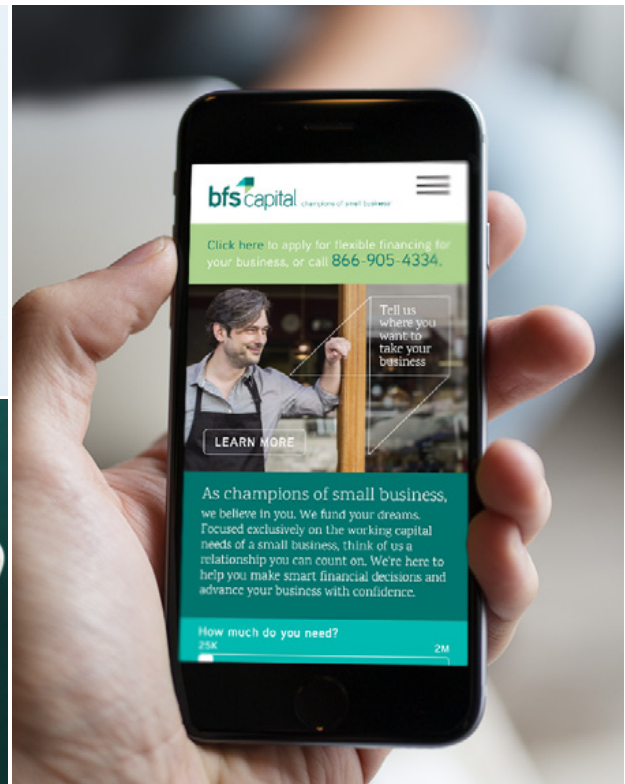 bfs capital champions of small business
Click here to apply for flexible financing for
your business, or call 866-905-4334.
Tell us
where you
want to
take your
business
LEARN MORE
As champions of small business,
we believe in you. We fund your dreams.
Focused exclusively on the working capital
needs of a small business, think of us a
relationship you can count on. We're here to
help you make smart financial decisions and
advance your business with confidence.
How much do you need?
25K 2M